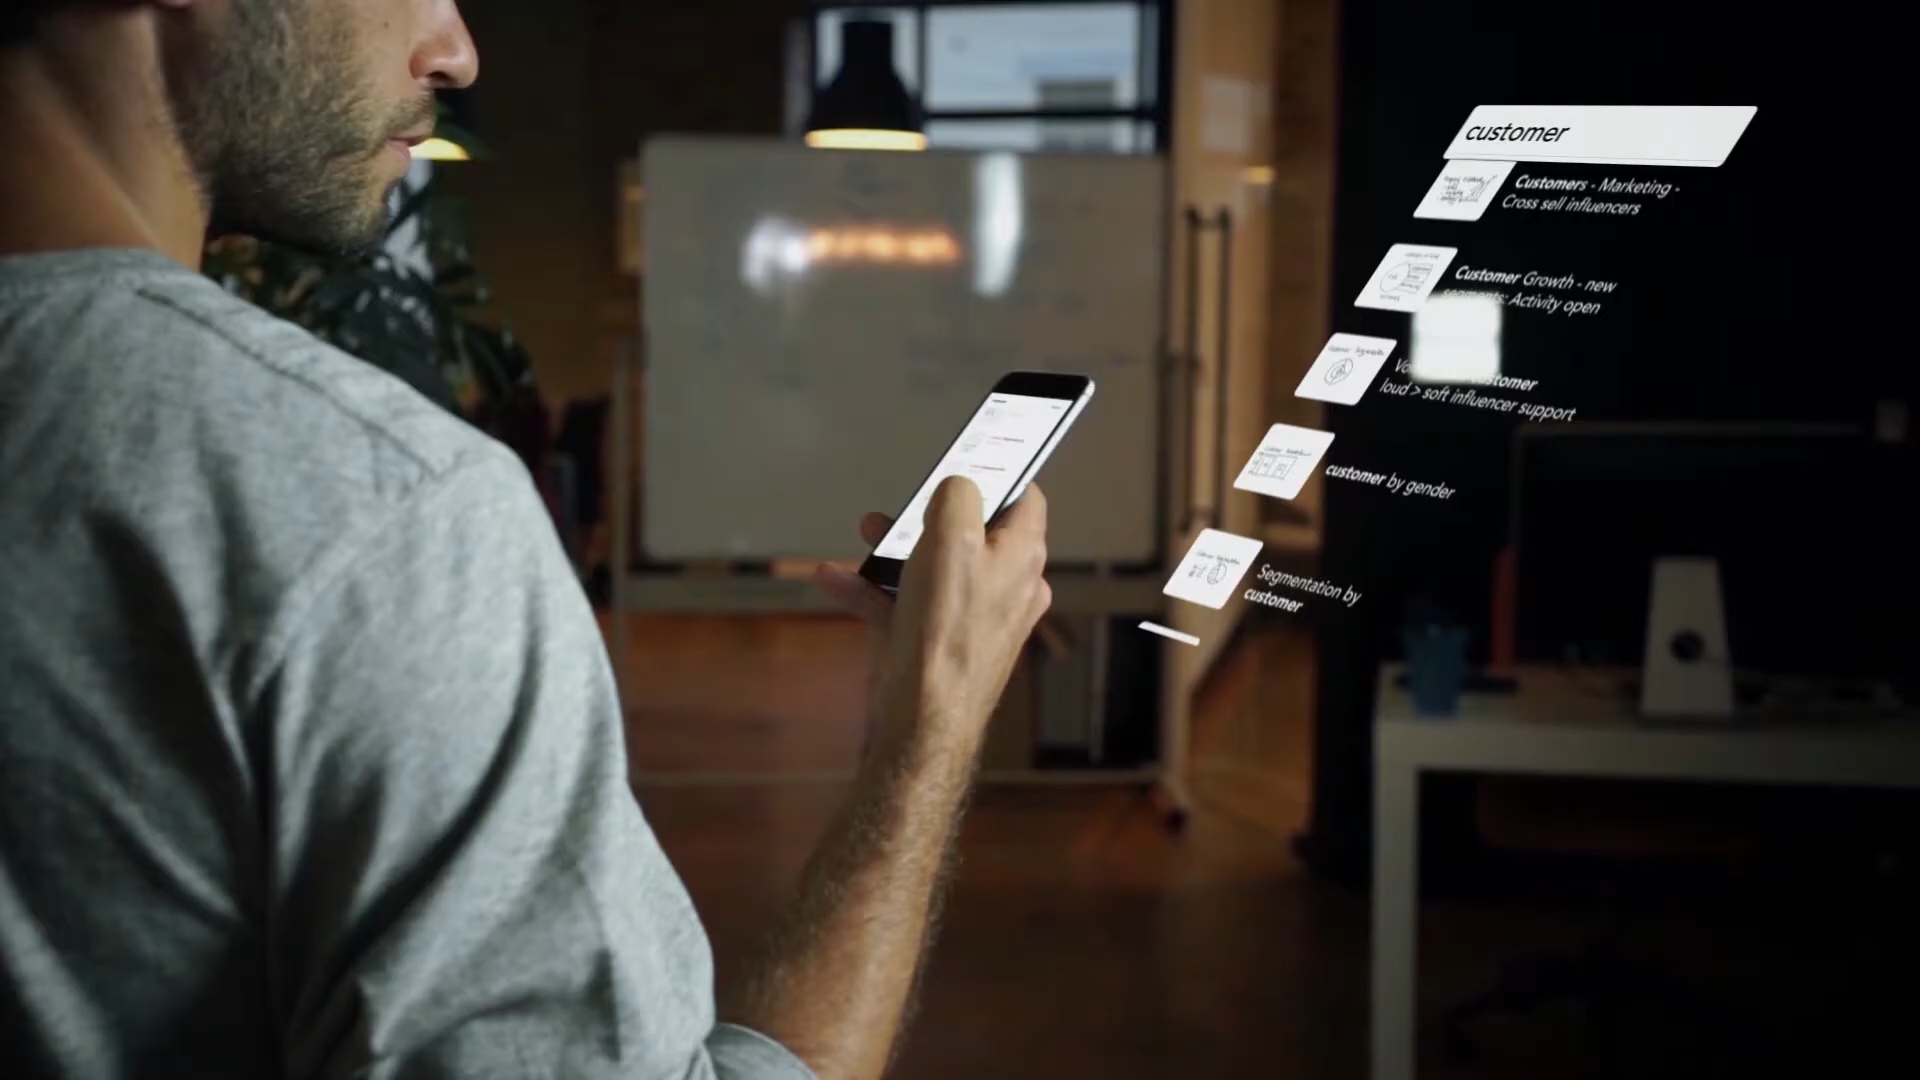 customer
Customers - Marketing -
Cross sell influencers
Customer Growth - new
segments: Activity open
customer
loud > soft influencer support
customer by gender
Segmentation by
customer